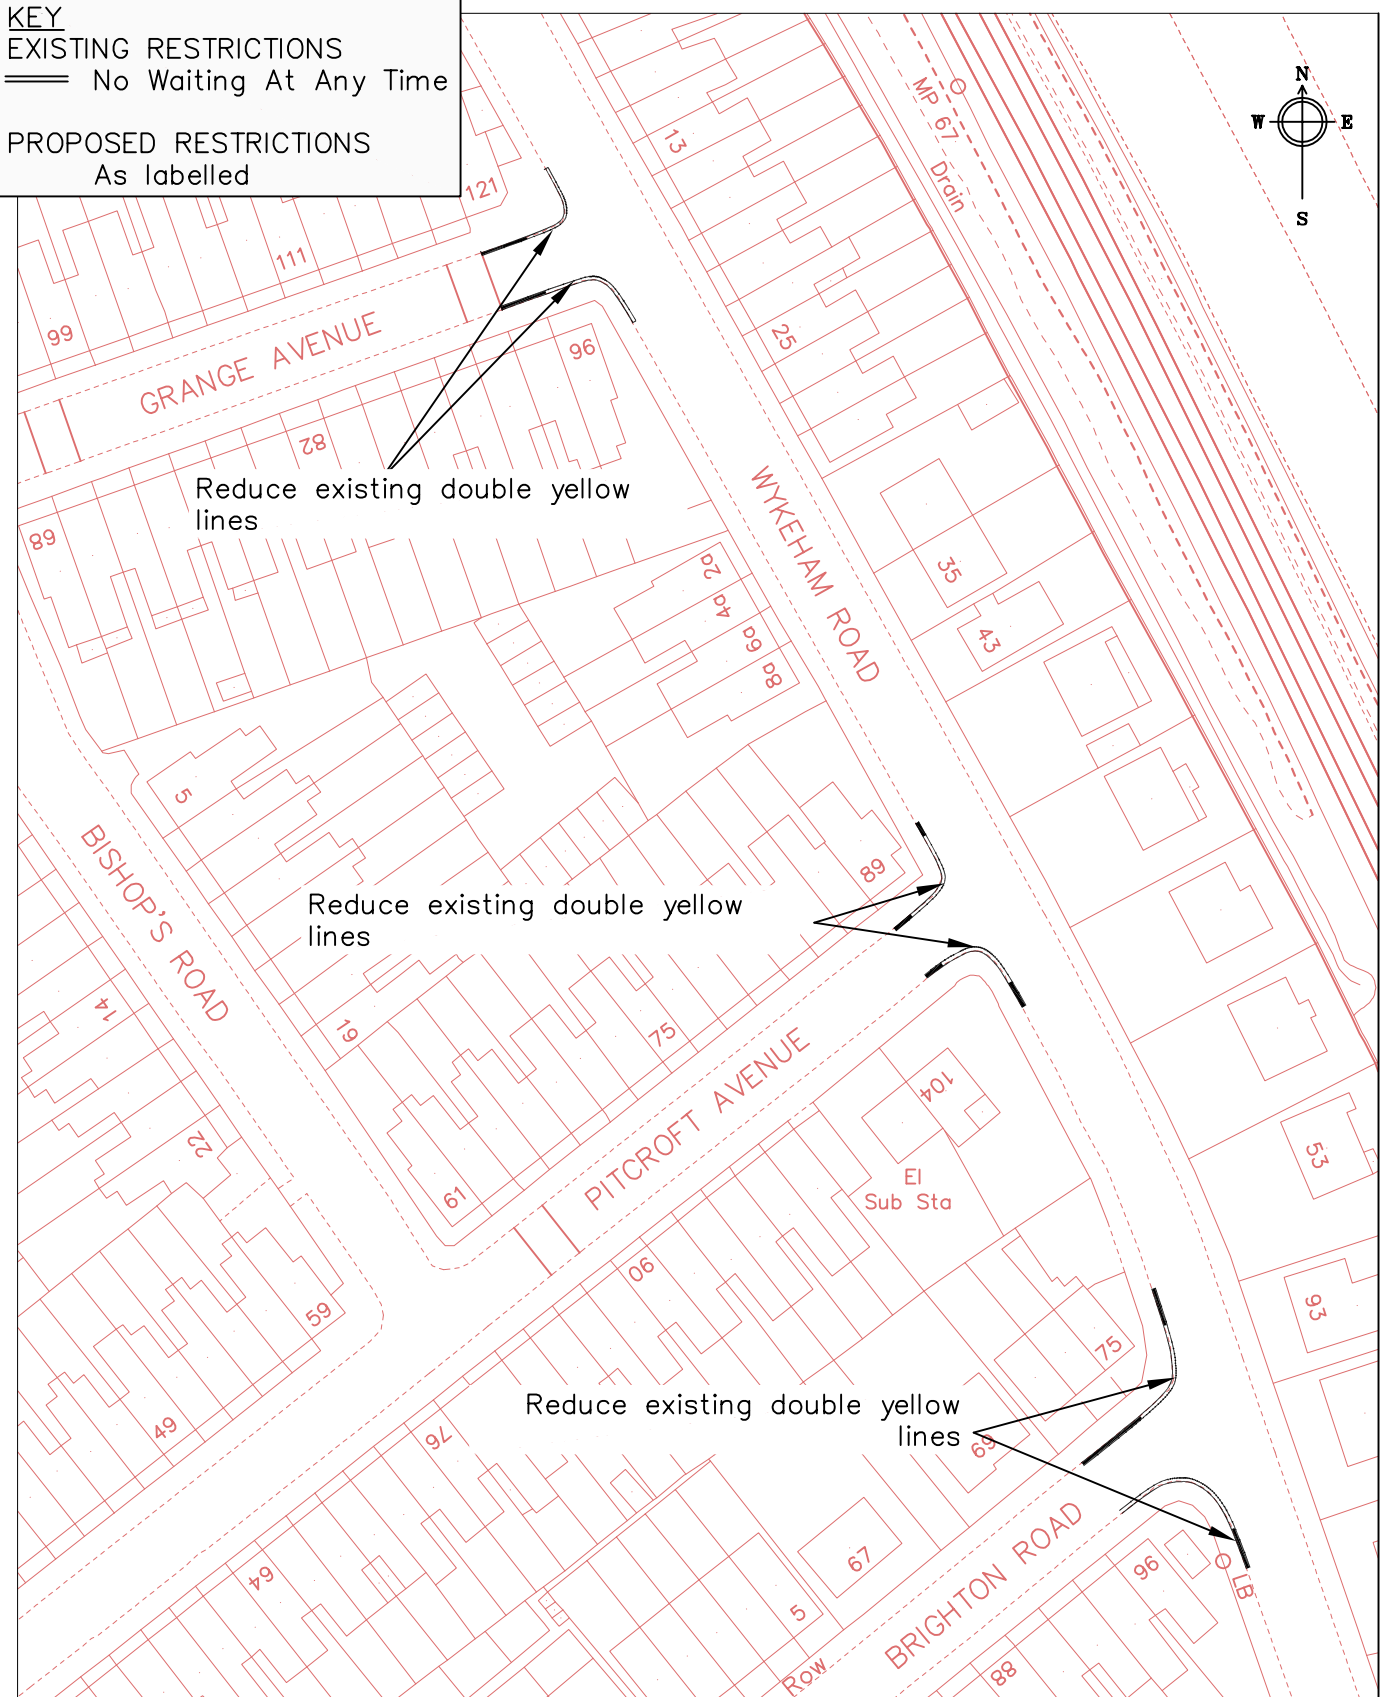 KEY
EXISTING RESTRICTIONS
No Waiting At Any Time
PROPOSED RESTRICTIONS
As labelled
N
W E
S
MP 67
Drain
13
121
111
99
25
GRANGE AVENUE
96
82
68
Reduce existing double yellow
lines
WYKEHAM ROAD
35
43
2a
4a
6a
8a
5
BISHOP'S ROAD
89
Reduce existing double yellow
lines
14
19
75
PITCROFT AVENUE
104
El
Sub Sta
22
61
53
90
59
93
75
49
76
Reduce existing double yellow
lines
69
64
67
5
BRIGHTON ROAD
96
LB
88
Row